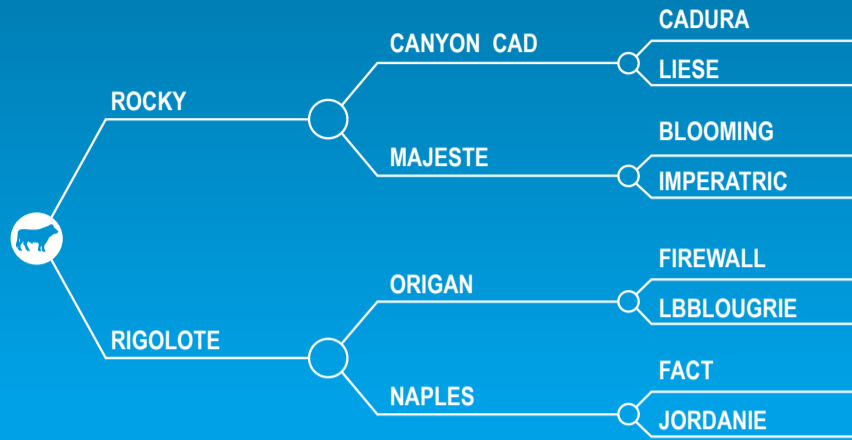 CADURA
CANYON CAD
LIESE
ROCKY
BLOOMING
MAJESTE
IMPERATRIC
FIREWALL
ORIGAN
LBBLOUGRIE
RIGOLOTE
FACT
NAPLES
JORDANIE